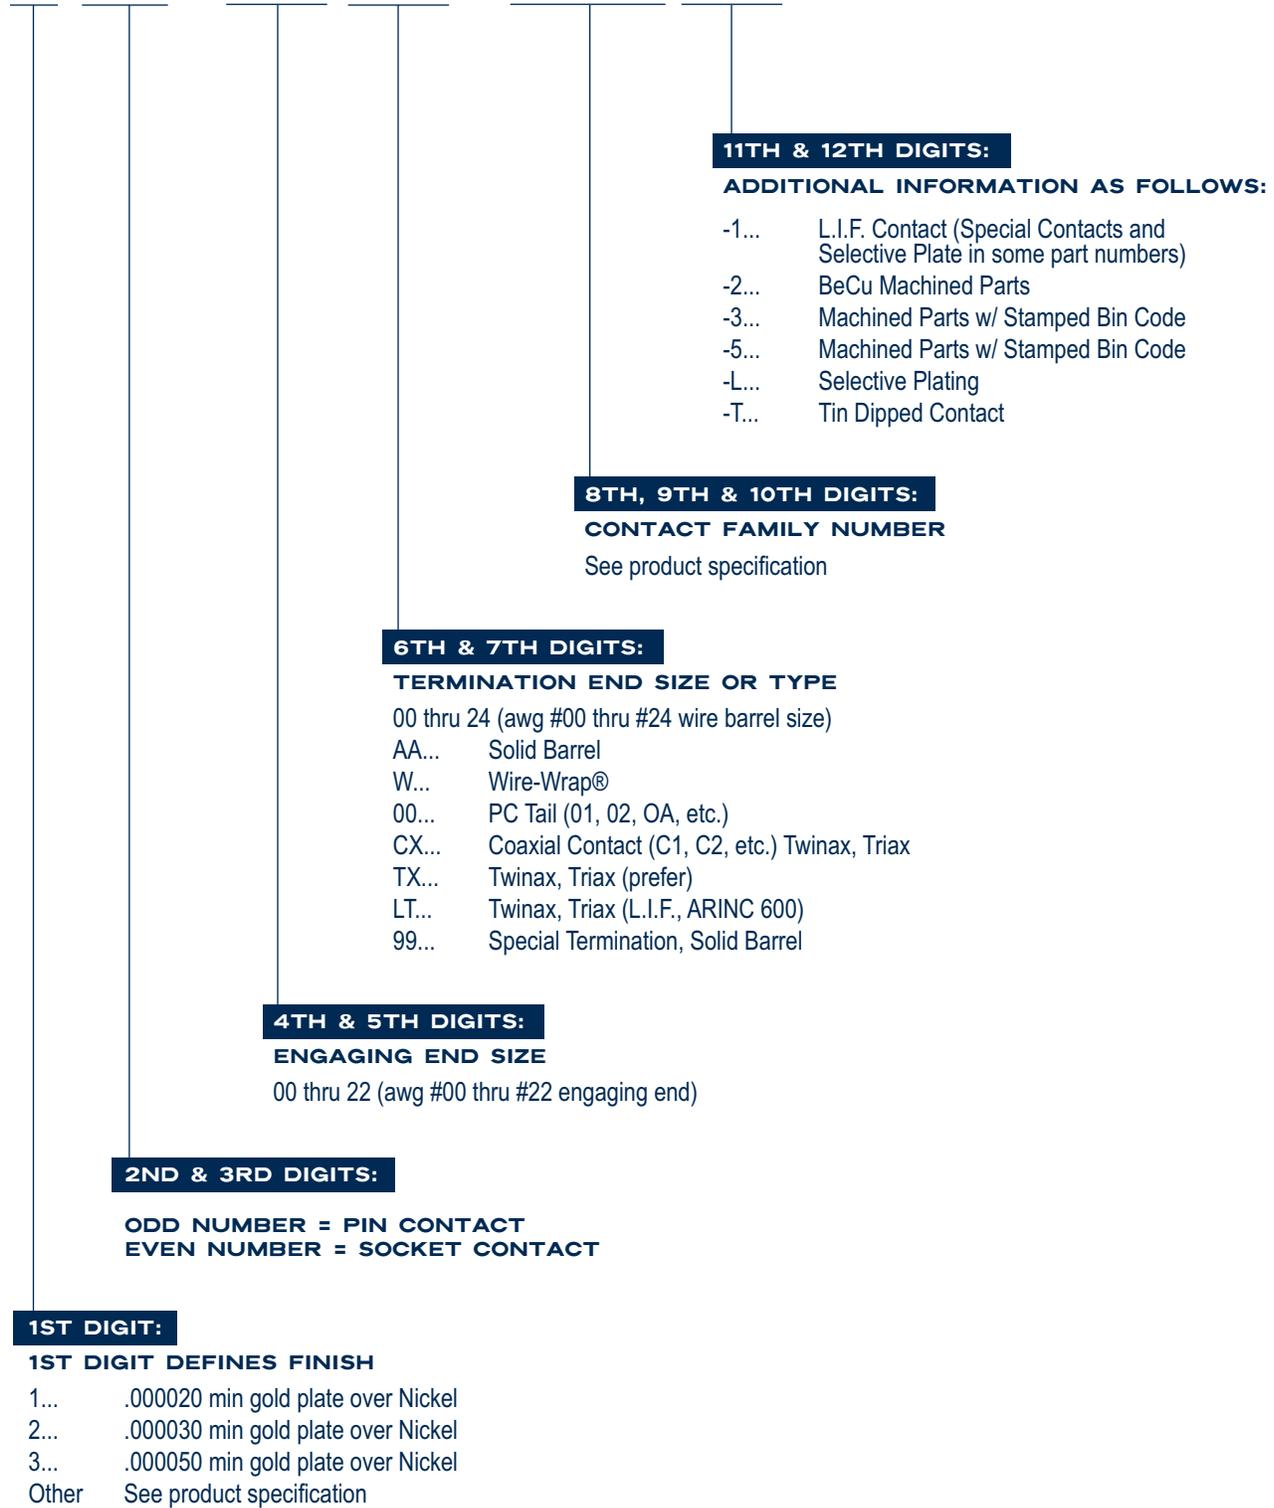 11TH & 12TH DIGITS:
ADDITIONAL INFORMATION AS FOLLOWS:
-1... L.I.F. Contact (Special Contacts and
Selective Plate in some part numbers)
-2... BeCu Machined Parts
-3... Machined Parts w/ Stamped Bin Code
-5... Machined Parts w/ Stamped Bin Code
-L... Selective Plating
-T... Tin Dipped Contact
8TH, 9TH & 10TH DIGITS:
CONTACT FAMILY NUMBER
See product specification
6TH & 7TH DIGITS:
TERMINATION END SIZE OR TYPE
00 thru 24 (awg #00 thru #24 wire barrel size)
AA... Solid Barrel
W... Wire-Wrap®
00... PC Tail (01, 02, OA, etc.)
CX... Coaxial Contact (C1, C2, etc.) Twinax, Triax
TX... Twinax, Triax (prefer)
LT... Twinax, Triax (L.I.F., ARINC 600)
99... Special Termination, Solid Barrel
4TH & 5TH DIGITS:
ENGAGING END SIZE
00 thru 22 (awg #00 thru #22 engaging end)
2ND & 3RD DIGITS:
ODD NUMBER = PIN CONTACT
EVEN NUMBER = SOCKET CONTACT
1ST DIGIT:
1ST DIGIT DEFINES FINISH
1... .000020 min gold plate over Nickel
2... .000030 min gold plate over Nickel
3... .000050 min gold plate over Nickel
Other See product specification